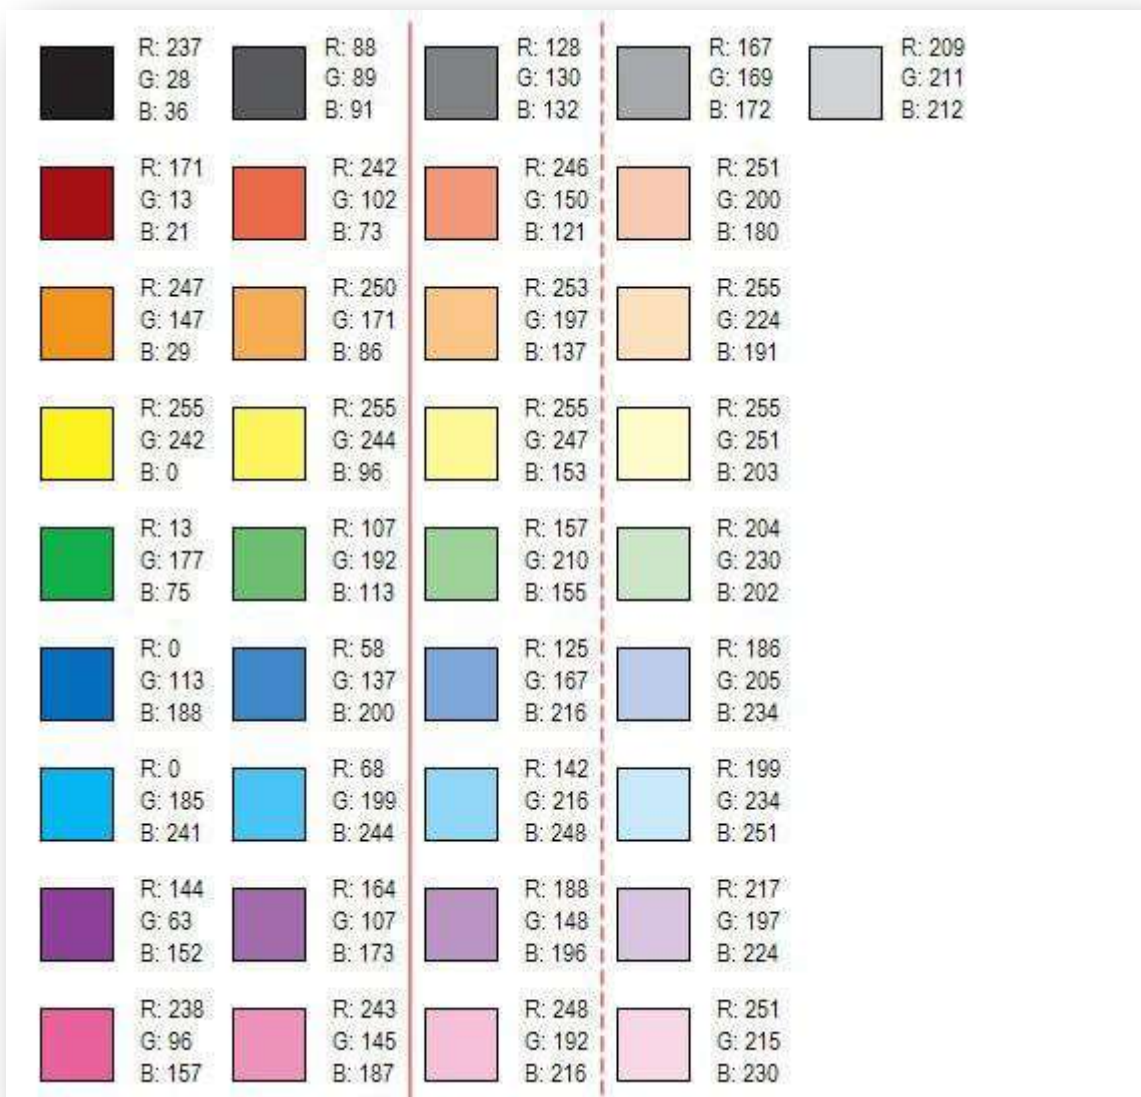 R: 237
G: 28
B: 36
R: 88
G: 89
B: 91
R: 128
G: 130
B: 132
R: 167
G: 169
B: 172
R: 209
G: 211
B: 212
R: 171
G: 13
B: 21
R: 242
G: 102
B: 73
R: 246
G: 150
B: 121
R: 251
G: 200
B: 180
R: 247
G: 147
B: 29
R: 250
G: 171
B: 86
R: 253
G: 197
B: 137
R: 255
G: 224
B: 191
R: 255
G: 242
B: 0
R: 255
G: 244
B: 96
R: 255
G: 247
B: 153
R: 255
G: 251
B: 203
R: 13
G: 177
B: 75
R: 107
G: 192
B: 113
R: 157
G: 210
B: 155
R: 204
G: 230
B: 202
R: 0
G: 113
B: 188
R: 58
G: 137
B: 200
R: 125
G: 167
B: 216
R: 186
G: 205
B: 234
R: 0
G: 185
B: 241
R: 68
G: 199
B: 244
R: 142
G: 216
B: 248
R: 199
G: 234
B: 251
R: 144
G: 63
B: 152
R: 164
G: 107
B: 173
R: 188
G: 148
B: 196
R: 217
G: 197
B: 224
R: 238
G: 96
B: 157
R: 243
G: 145
B: 187
R: 248
G: 192
B: 216
R: 251
G: 215
B: 230